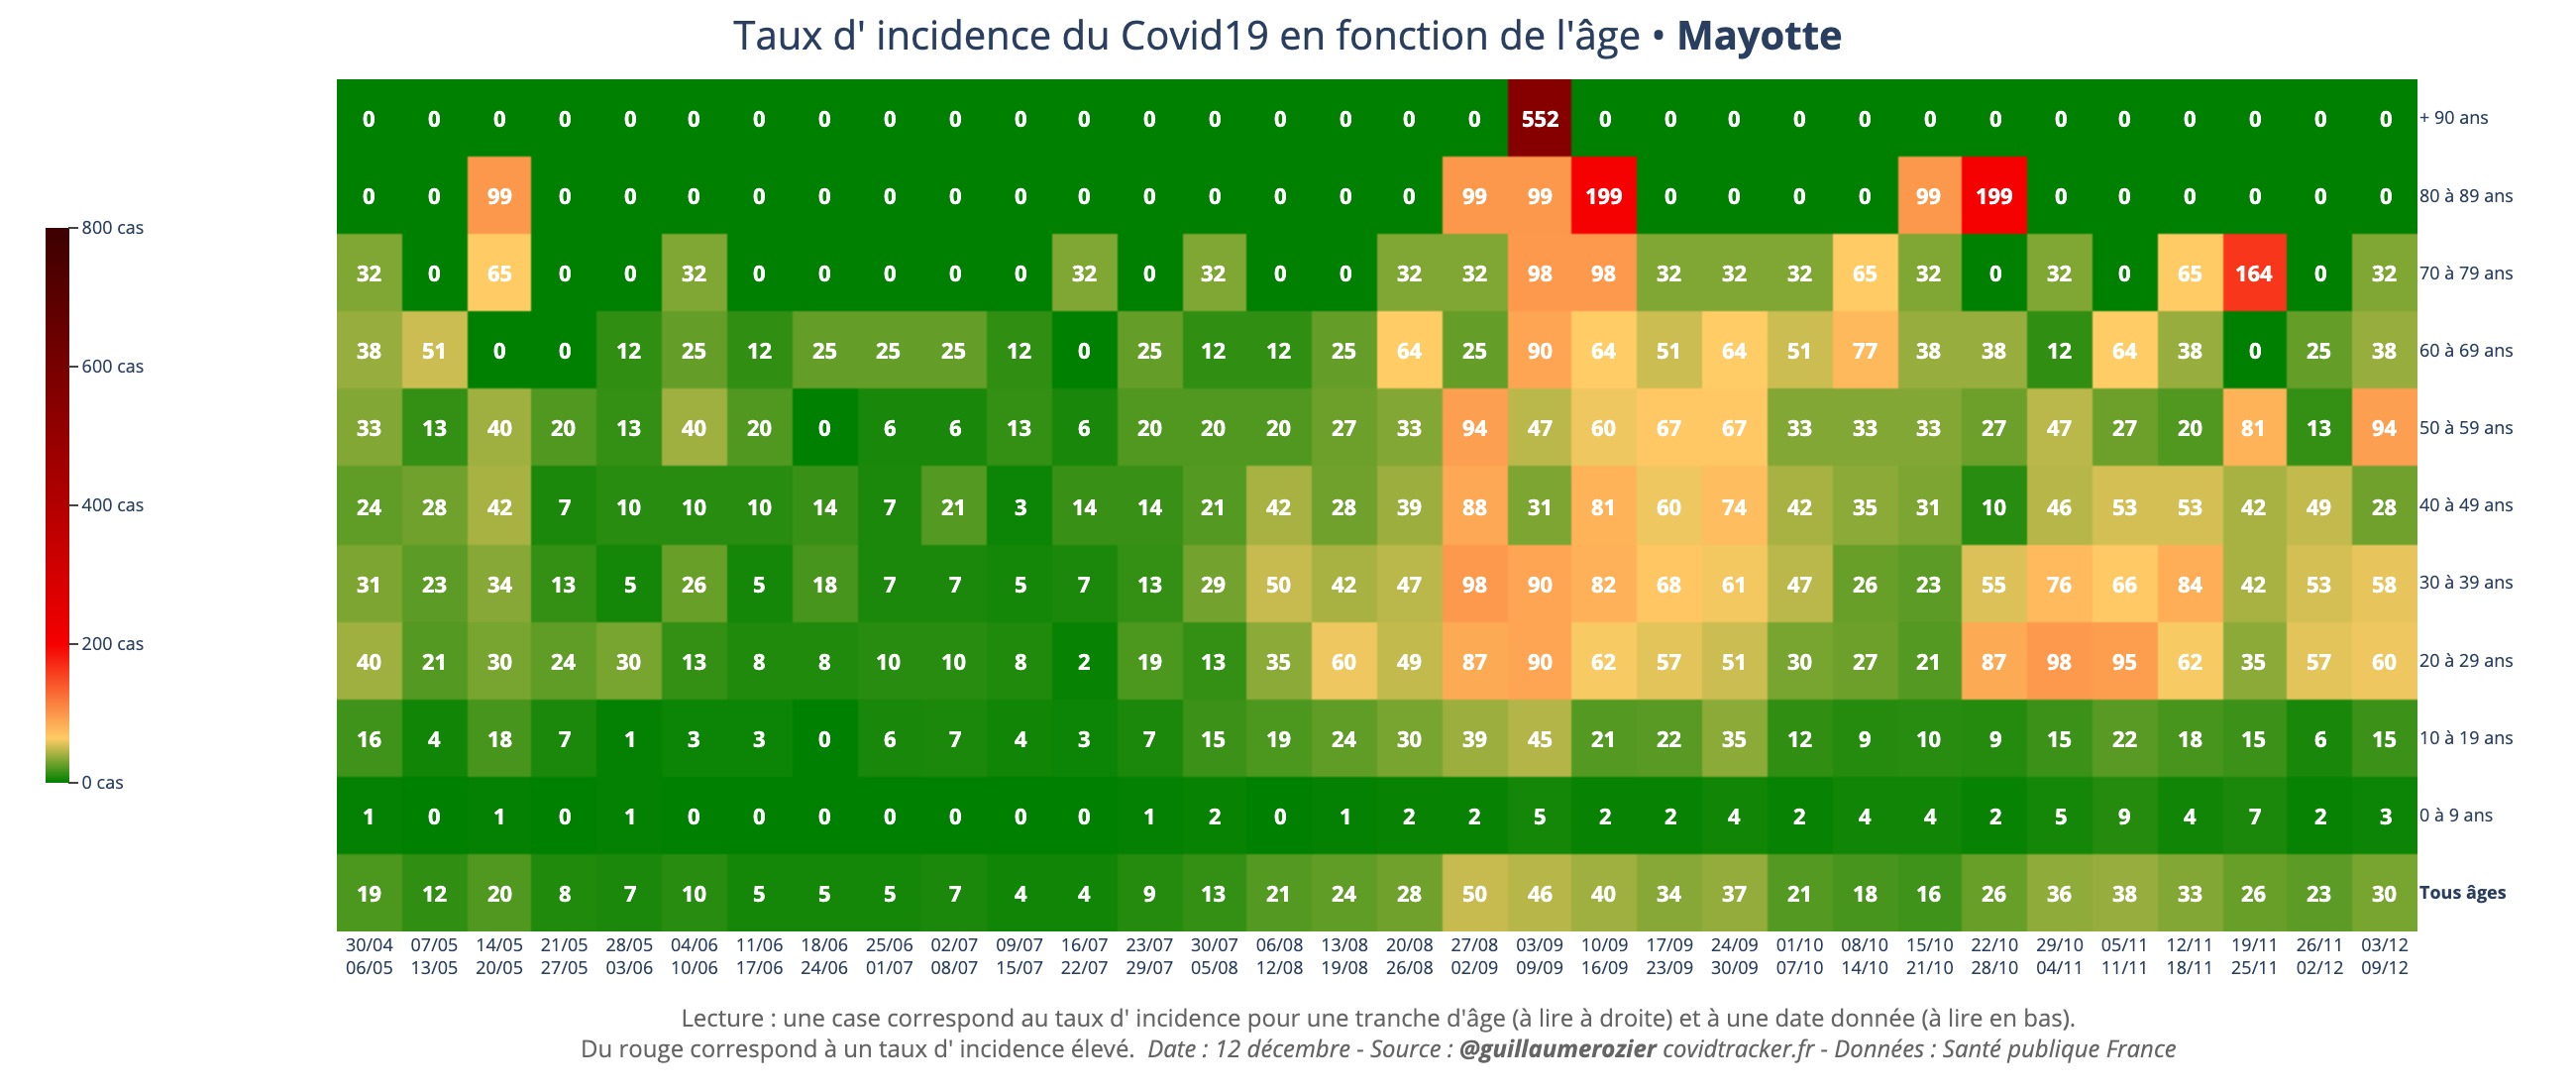 Taux d' incidence du Covid19 en fonction de l'âge • Mayotte
800 cas
600 cas
400 cas
200 cas
0 cas
0 0 0 0 0 0 0 0 0 0 0 0 0 0 0 0 0 0 552 0 0 0 0 0 0 0 0 0 0 0 0 0 + 90 ans
0 0 99 0 0 0 0 0 0 0 0 0 0 0 0 0 0 99 99 199 0 0 0 0 99 199 0 0 0 0 0 0 80 à 89 ans
32 0 65 0 0 32 0 0 0 0 0 32 0 32 0 0 32 32 98 98 32 32 32 65 32 0 32 0 65 164 0 32 70 à 79 ans
38 51 0 0 12 25 12 25 25 25 12 0 25 12 12 25 64 25 90 64 51 64 51 77 38 38 12 64 38 0 25 38 60 à 69 ans
33 13 40 20 13 40 20 0 6 6 13 6 20 20 20 27 33 94 47 60 67 67 33 33 33 27 47 27 20 81 13 94 50 à 59 ans
24 28 42 7 10 10 10 14 7 21 3 14 14 21 42 28 39 88 31 81 60 74 42 35 31 10 46 53 53 42 49 28 40 à 49 ans
31 23 34 13 5 26 5 18 7 7 5 7 13 29 50 42 47 98 90 82 68 61 47 26 23 55 76 66 84 42 53 58 30 à 39 ans
40 21 30 24 30 13 8 8 10 10 8 2 19 13 35 60 49 87 90 62 57 51 30 27 21 87 98 95 62 35 57 60 20 à 29 ans
16 4 18 7 1 3 3 0 6 7 4 3 7 15 19 24 30 39 45 21 22 35 12 9 10 9 15 22 18 15 6 15 10 à 19 ans
1 0 1 0 1 0 0 0 0 0 0 0 1 2 0 1 2 2 5 2 2 4 2 4 4 2 5 9 4 7 2 3 0 à 9 ans
19 12 20 8 7 10 5 5 5 7 4 4 9 13 21 24 28 50 46 40 34 37 21 18 16 26 36 38 33 26 23 30 Tous âges
30/04 07/05 14/05 21/05 28/05 04/06 11/06 18/06 25/06 02/07 09/07 16/07 23/07 30/07 06/08 13/08 20/08 27/08 03/09 10/09 17/09 24/09 01/10 08/10 15/10 22/10 29/10 05/11 12/11 19/11 26/11 03/12
06/05 13/05 20/05 27/05 03/06 10/06 17/06 24/06 01/07 08/07 15/07 22/07 29/07 05/08 12/08 19/08 26/08 02/09 09/09 16/09 23/09 30/09 07/10 14/10 21/10 28/10 04/11 11/11 18/11 25/11 02/12 09/12
Lecture : une case correspond au taux d' incidence pour une tranche d'âge (à lire à droite) et à une date donnée (à lire en bas).
Du rouge correspond à un taux d' incidence élevé. Date : 12 décembre - Source : @guillaumerozier covidtracker.fr - Données : Santé publique France